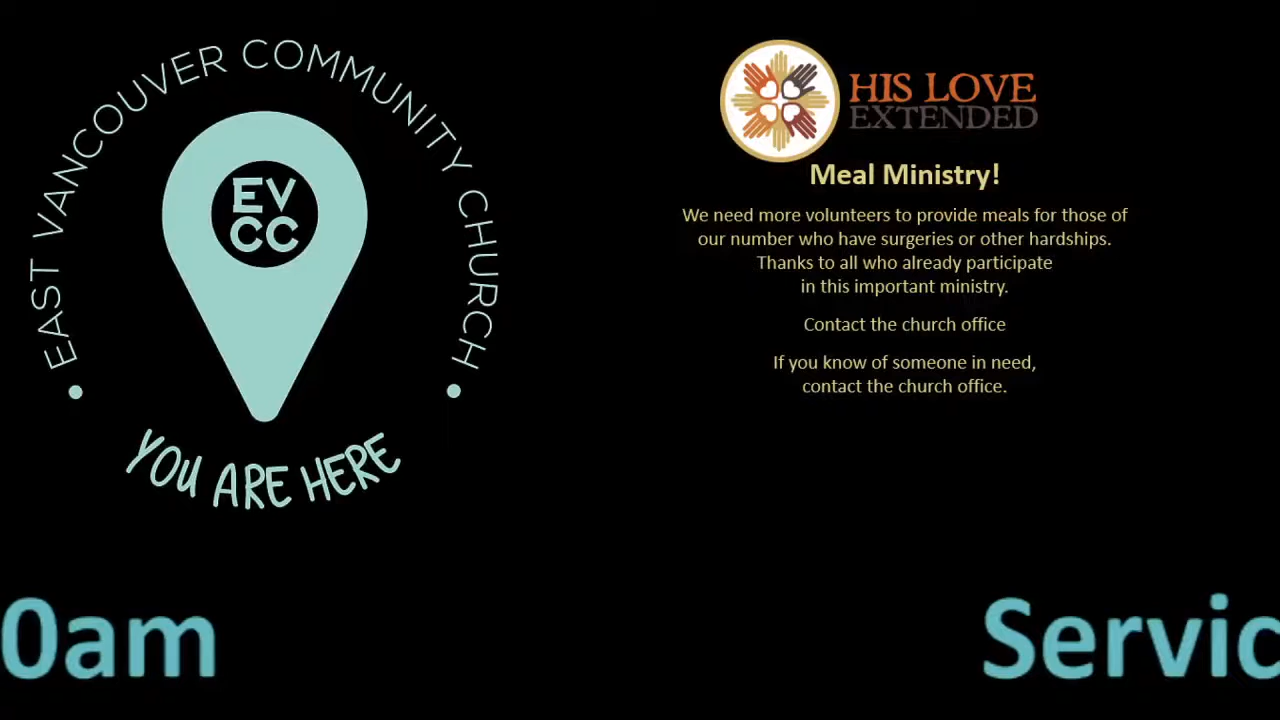 EAST VANCOUVER COMMUNITY CHURCH
EV
CC
YOU ARE HERE
HIS LOVE
EXTENDED
Meal Ministry!
We need more volunteers to provide meals for those of
our number who have surgeries or other hardships.
Thanks to all who already participate
in this important ministry.
Contact the church office
If you know of someone in need,
contact the church office.
0am
Servic